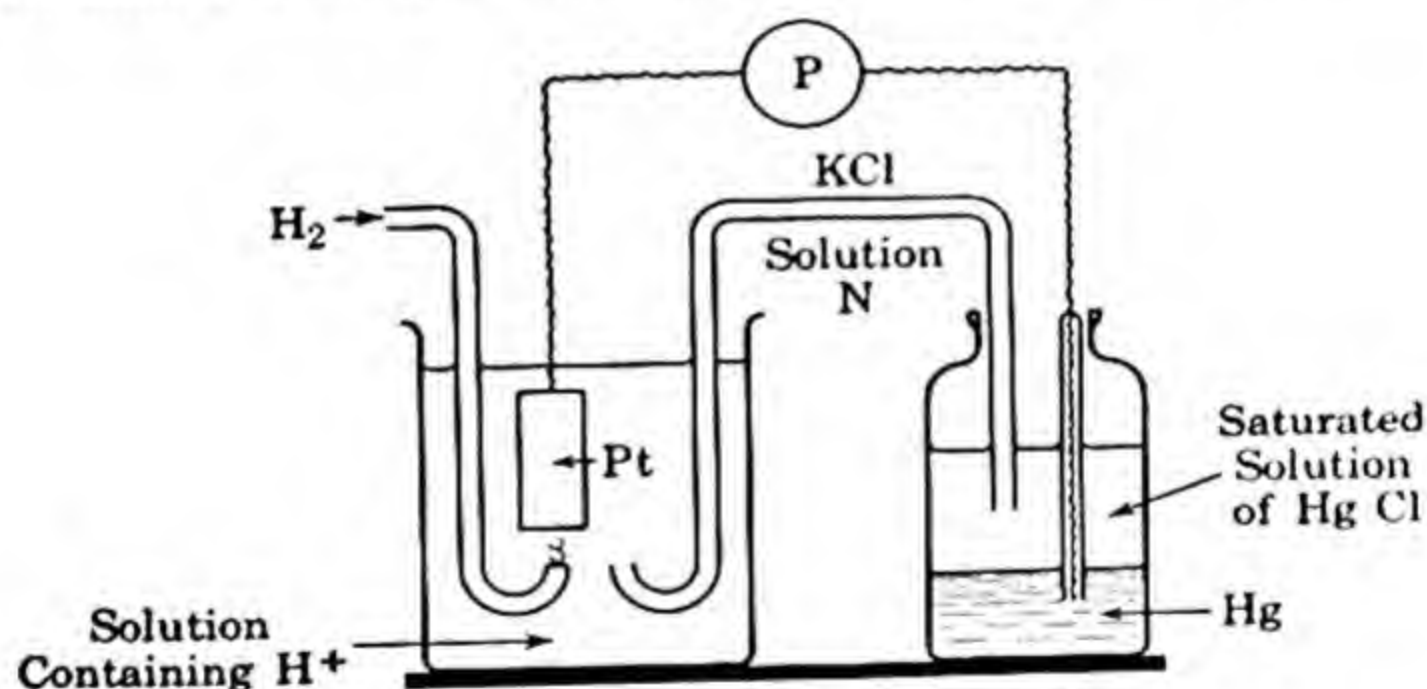 P
KCl
H₂
Solution
N
Pt
Saturated
Solution
of Hg Cl
Hg
Solution
Containing H⁺